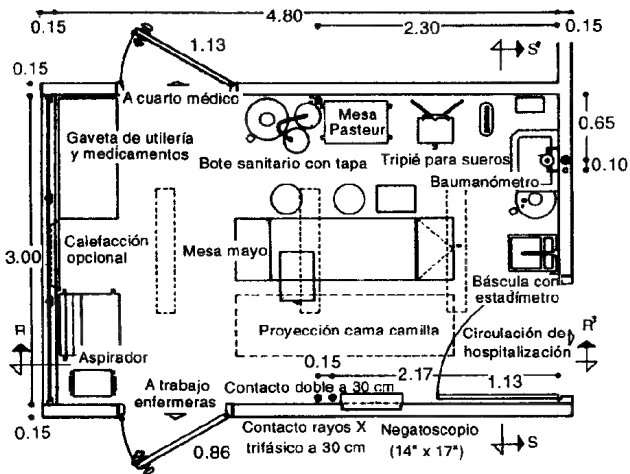 4.80
0.15
0.15
1.13
2.30
S'
0.15
A cuarto médico
Mesa
Pasteur
Gaveta de utilería
y medicamentos
0.65
Bote sanitario con tapa
Tripié para sueros
0.10
Baumanómetro
3.00
Calefacción
opcional
Mesa mayo
Báscula con
estadímetro
R
Proyección cama camilla
Circulación de
hospitalización
R'
Aspirador
0.15
2.17
A trabajo
enfermeras
Contacto doble a 30 cm
1.13
0.15
0.86
Contacto rayos X
trifásico a 30 cm
Negatoscopio
(14" x 17")
S